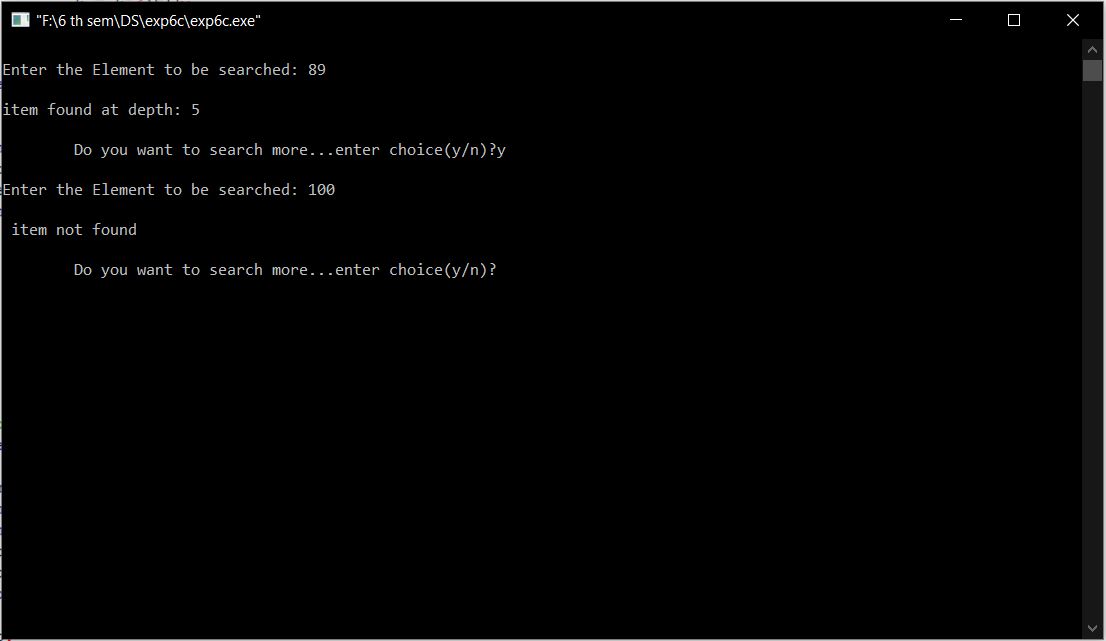 "F:\6 th sem\DS\exp6c\exp6c.exe"
Enter the Element to be searched: 89
item found at depth: 5
Do you want to search more...enter choice(y/n)?y
Enter the Element to be searched: 100
item not found
Do you want to search more...enter choice(y/n)?